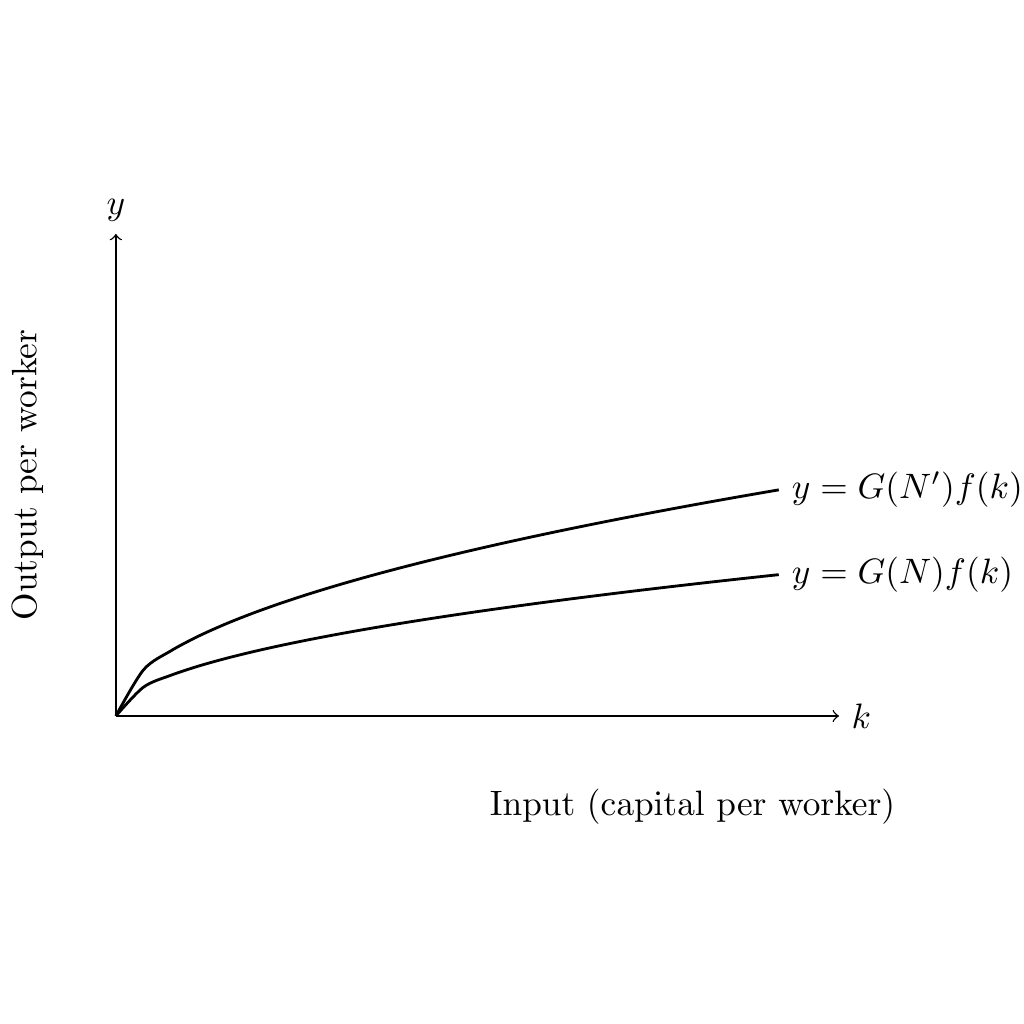 y
Output per worker
y = G(N′)f(k)
y = G(N)f(k)
k
Input (capital per worker)